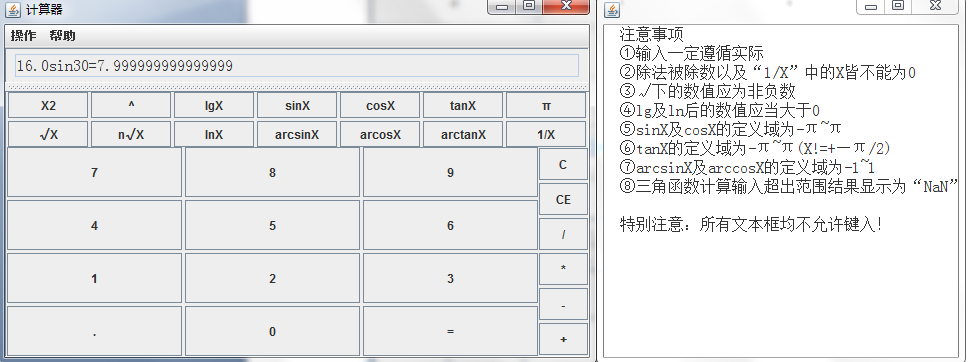 计算器
操作 帮助
16.0sin30=7.999999999999999
X2 ^ lgX sinX cosX tanX π
√X n√X lnX arcsinX arcosX arctanX 1/X
7 8 9 C
CE
4 5 6 /
1 2 3 *
-
. 0 = +
注意事项
①输入一定遵循实际
②除法被除数以及“1/X”中的X皆不能为0
③√下的数值应为非负数
④lg及ln后的数值应当大于0
⑤sinX及cosX的定义域为-π~π
⑥tanX的定义域为-π~π(X!=+-π/2)
⑦arcsinX及arccosX的定义域为-1~1
⑧三角函数计算输入超出范围结果显示为“NaN”
特别注意：所有文本框均不允许键入!